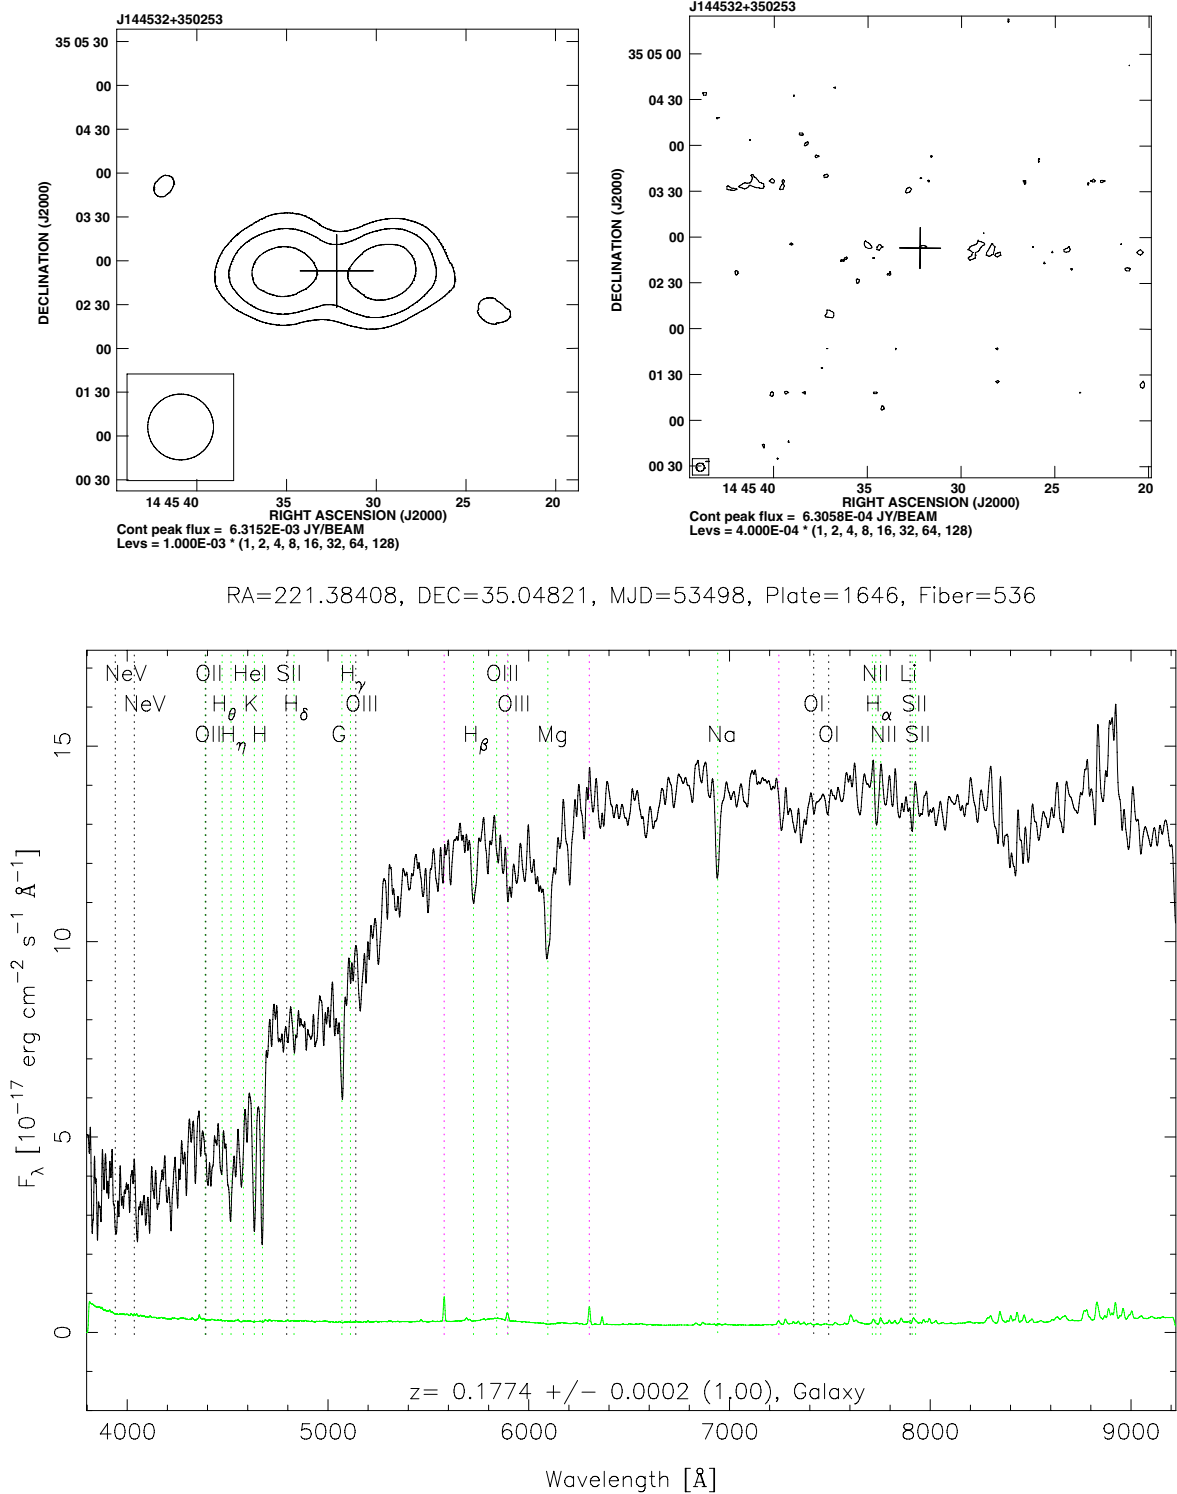 J144532+350253
35 05 30
00
04 30
00
03 30
00
02 30
00
01 30
00
00 30
DECLINATION (J2000)
14 45 40 35 30 25 20
RIGHT ASCENSION (J2000)
Cont peak flux = 6.3152E-03 JY/BEAM
Levs = 1.000E-03 * (1, 2, 4, 8, 16, 32, 64, 128)
J144532+350253
35 05 00
04 30
00
03 30
00
02 30
00
01 30
00
00 30
DECLINATION (J2000)
14 45 40 35 30 25 20
RIGHT ASCENSION (J2000)
Cont peak flux = 6.3058E-04 JY/BEAM
Levs = 4.000E-04 * (1, 2, 4, 8, 16, 32, 64, 128)
RA=221.38408, DEC=35.04821, MJD=53498, Plate=1646, Fiber=536
NeV OII HeI SII Hγ OIII NII Li
NeV Hθ K Hδ OIII OIII OI Hα SII
OII Hη H G Hβ Mg Na OI NII SII
15
10
5
0
Fλ [10−17 erg cm−2 s−1 Å−1]
z= 0.1774 +/− 0.0002 (1.00), Galaxy
4000 5000 6000 7000 8000 9000
Wavelength [Å]